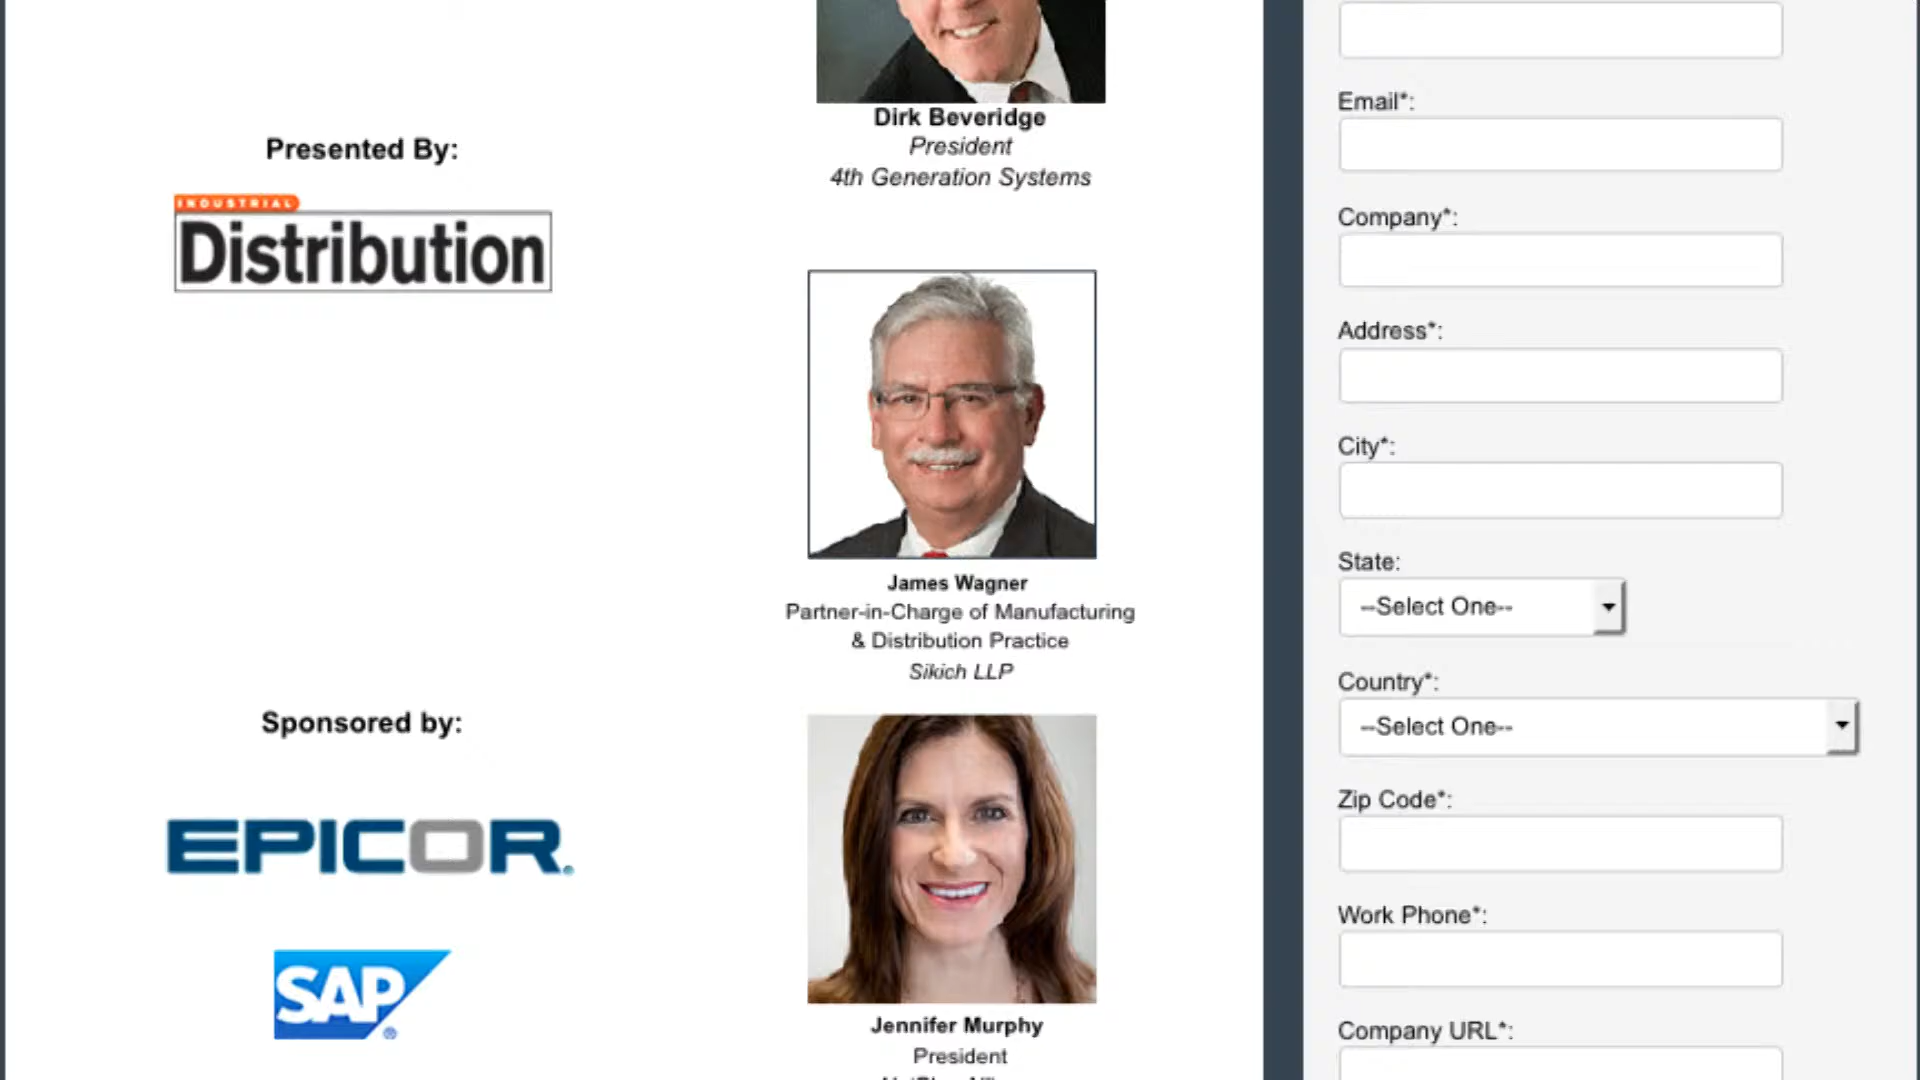 Presented By:
INDUSTRIAL
Distribution
Sponsored by:
EPICOR®
SAP®
Dirk Beveridge
President
4th Generation Systems
James Wagner
Partner-in-Charge of Manufacturing
& Distribution Practice
Sikich LLP
Jennifer Murphy
President
Email*:
Company*:
Address*:
City*:
State:
--Select One--
Country*:
--Select One--
Zip Code*:
Work Phone*:
Company URL*: